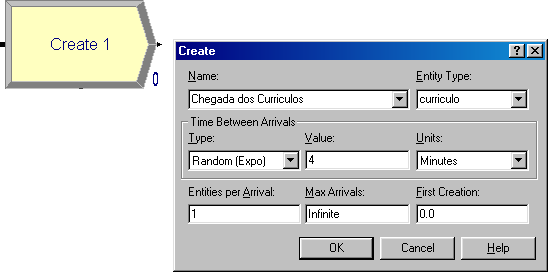 Create 1
0
Create
Name: Entity Type:
Chegada dos Curriculos curriculo
Time Between Arrivals
Type: Value: Units:
Random (Expo) 4 Minutes
Entities per Arrival: Max Arrivals: First Creation:
1 Infinite 0.0
OK Cancel Help